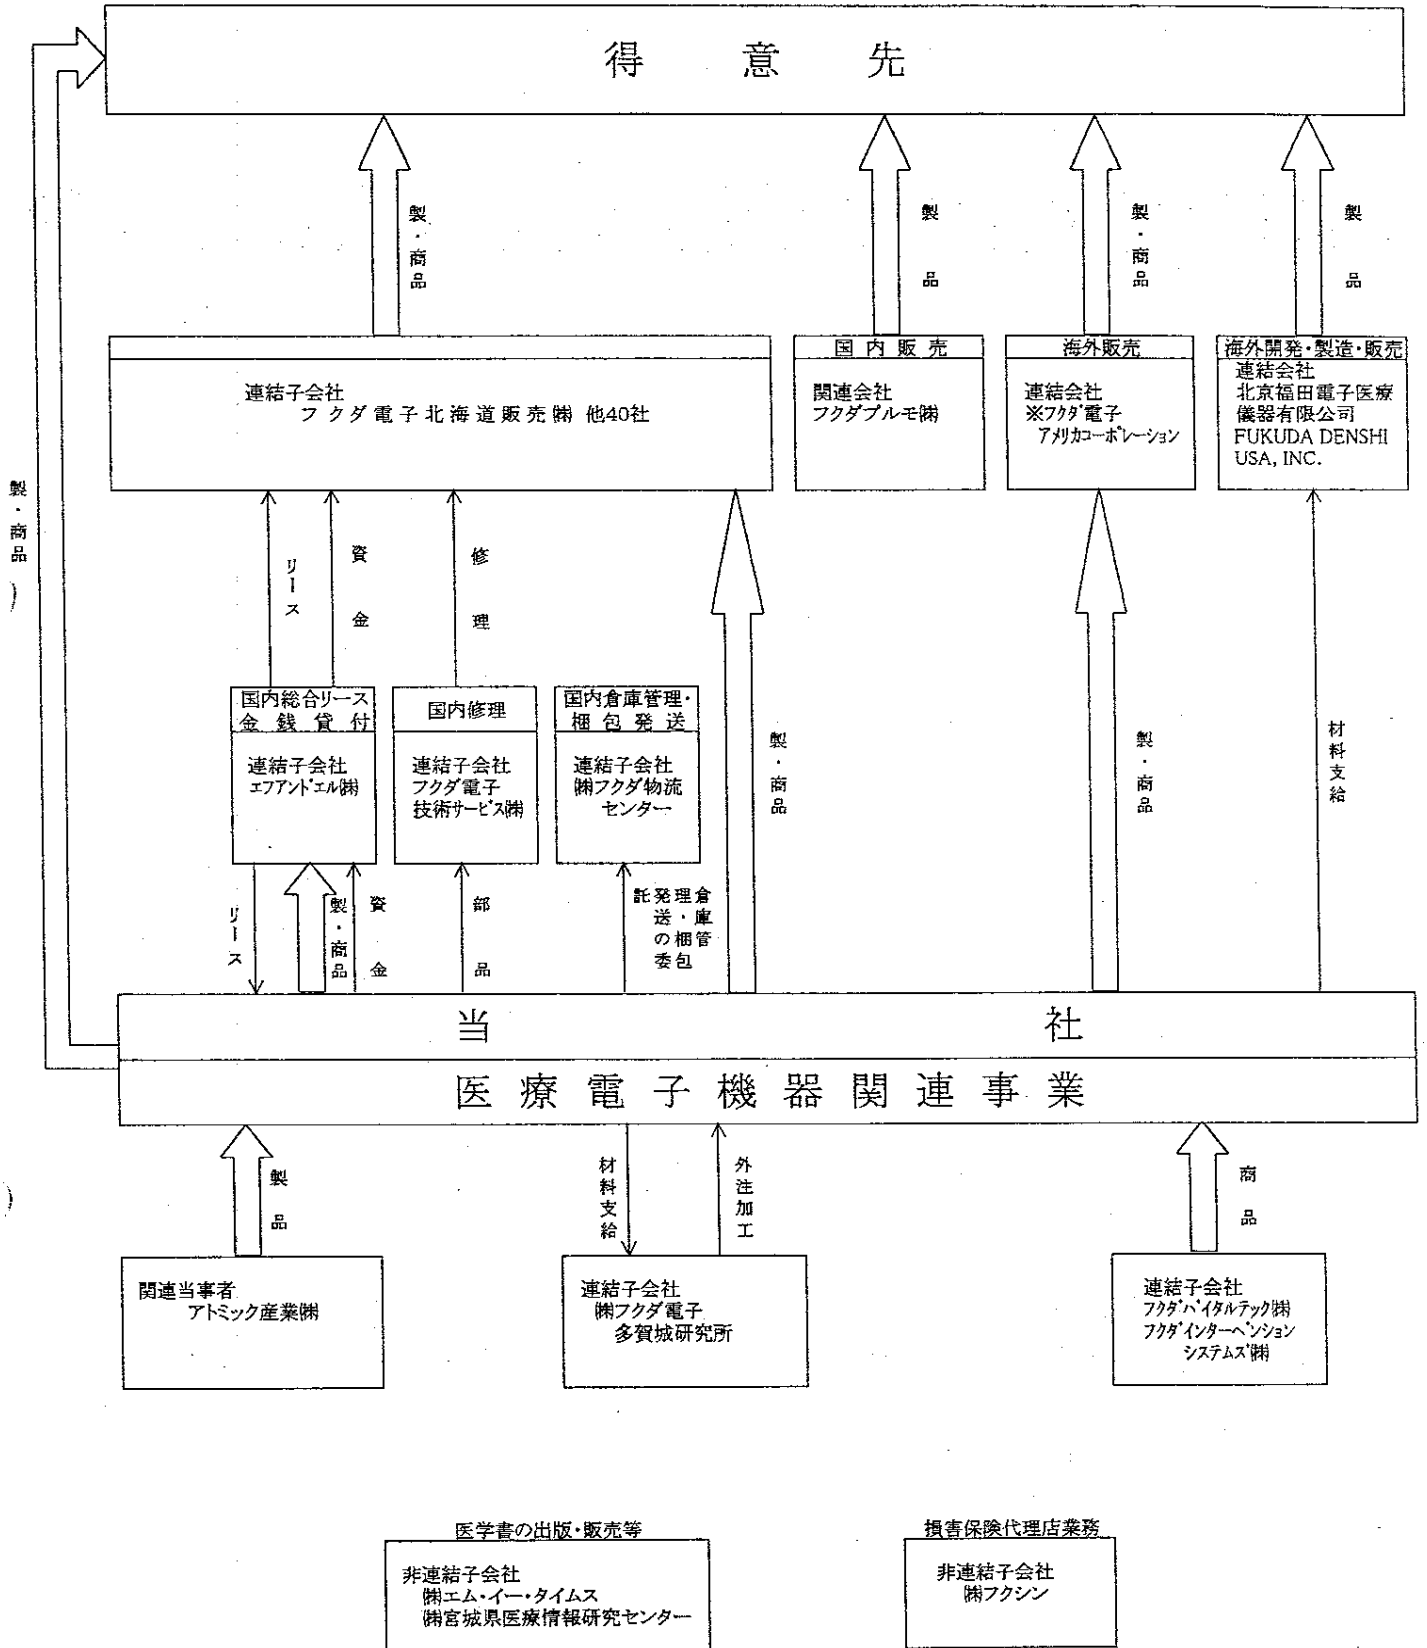 得意先
製・商品
製品
製・商品
製品
連結子会社
フクダ電子北海道販売㈱ 他40社
国内販売
関連会社
フクダプルモ㈱
海外販売
連結会社
※フクダ電子
アメリカコーポレーション
海外開発・製造・販売
連結会社
北京福田電子医療
儀器有限公司
FUKUDA DENSHI
USA, INC.
製・商品
リース
資金
修理
国内総合リース
金銭貸付
連結子会社
エフアンドエル㈱
国内修理
連結子会社
フクダ電子
技術サービス㈱
国内倉庫管理・
梱包発送
連結子会社
㈱フクダ物流
センター
製・商品
製・商品
材料支給
リース
製・商品
資金
部品
倉庫管
理・梱包
発送の委
託
当社
医療電子機器関連事業
製品
材料支給
外注加工
商品
関連当事者
アトミック産業㈱
連結子会社
㈱フクダ電子
多賀城研究所
連結子会社
フクダバイタルテック㈱
フクダインターベンション
システムズ㈱
医学書の出版・販売等
非連結子会社
㈱エム・イー・タイムス
㈱宮城県医療情報研究センター
損害保険代理店業務
非連結子会社
㈱フクシン